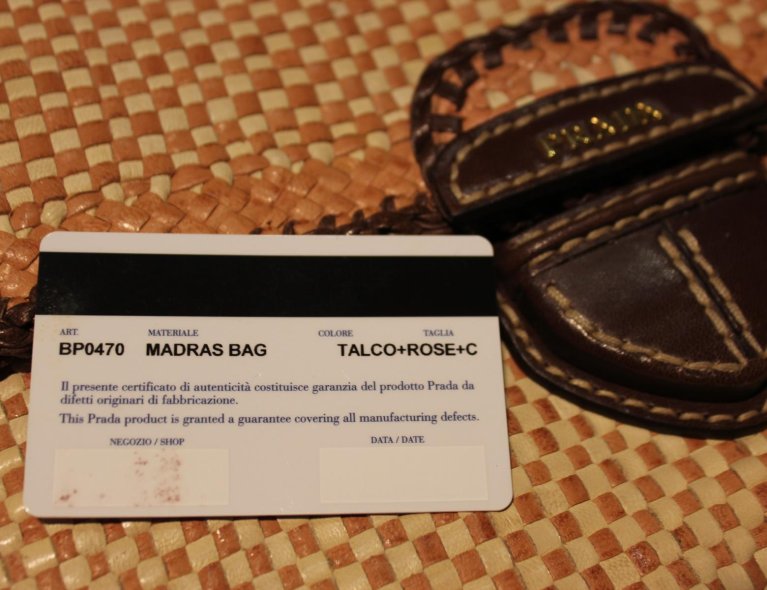 PRADA
ART. MATERIALE COLORE TAGLIA
BP0470 MADRAS BAG TALCO+ROSE+C
Il presente certificato di autenticità costituisce garanzia del prodotto Prada da
difetti originari di fabbricazione.
This Prada product is granted a guarantee covering all manufacturing defects.
NEGOZIO / SHOP DATA / DATE